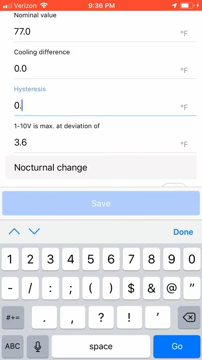 Verizon 9:36 PM
Nominal value
77.0 °F
Cooling difference
0.0 °F
Hysteresis
0. °F
1-10V is max. at deviation of
3.6 °F
Nocturnal change
Save
Done
1 2 3 4 5 6 7 8 9 0
- / : ; ( ) $ & @ "
#+= . , ? ! '
ABC space Go